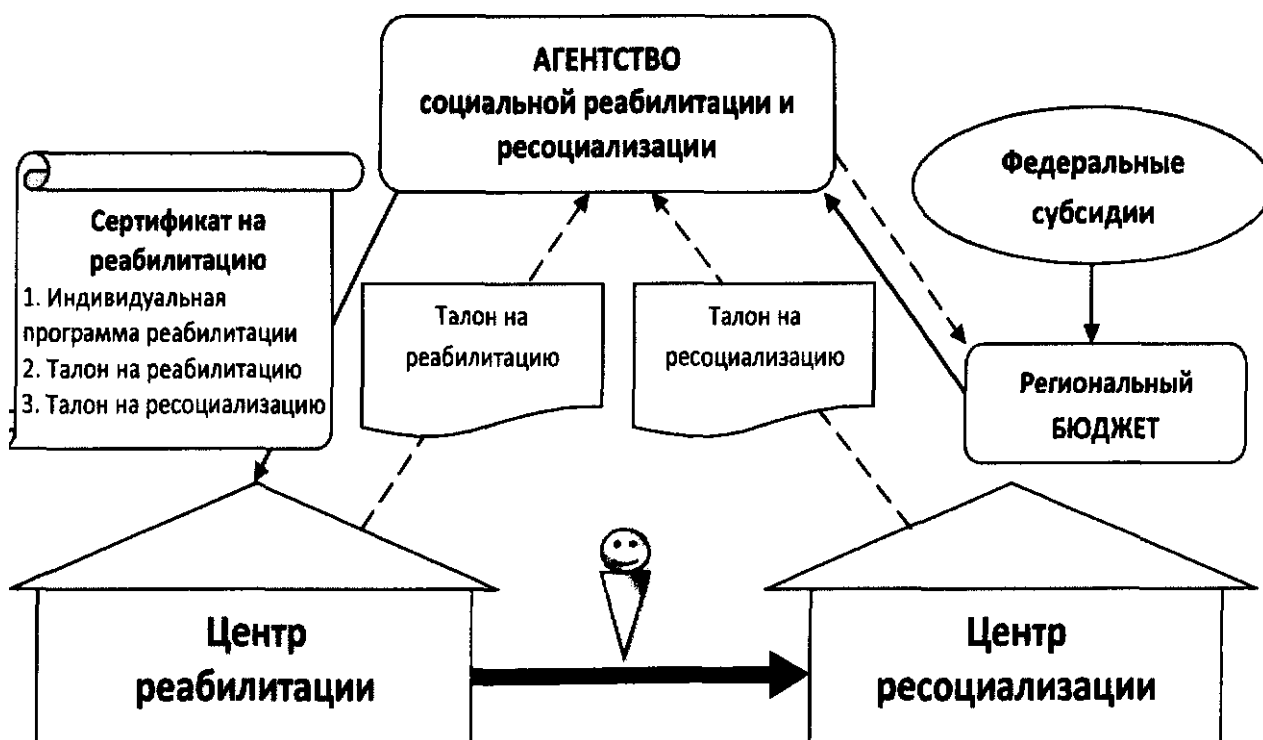 АГЕНТСТВО
социальной реабилитации и
ресоциализации
Федеральные
субсидии
Сертификат на
реабилитацию
1. Индивидуальная
программа реабилитации
2. Талон на реабилитацию
3. Талон на ресоциализацию
Талон на
реабилитацию
Талон на
ресоциализацию
Региональный
БЮДЖЕТ
Центр
реабилитации
Центр
ресоциализации